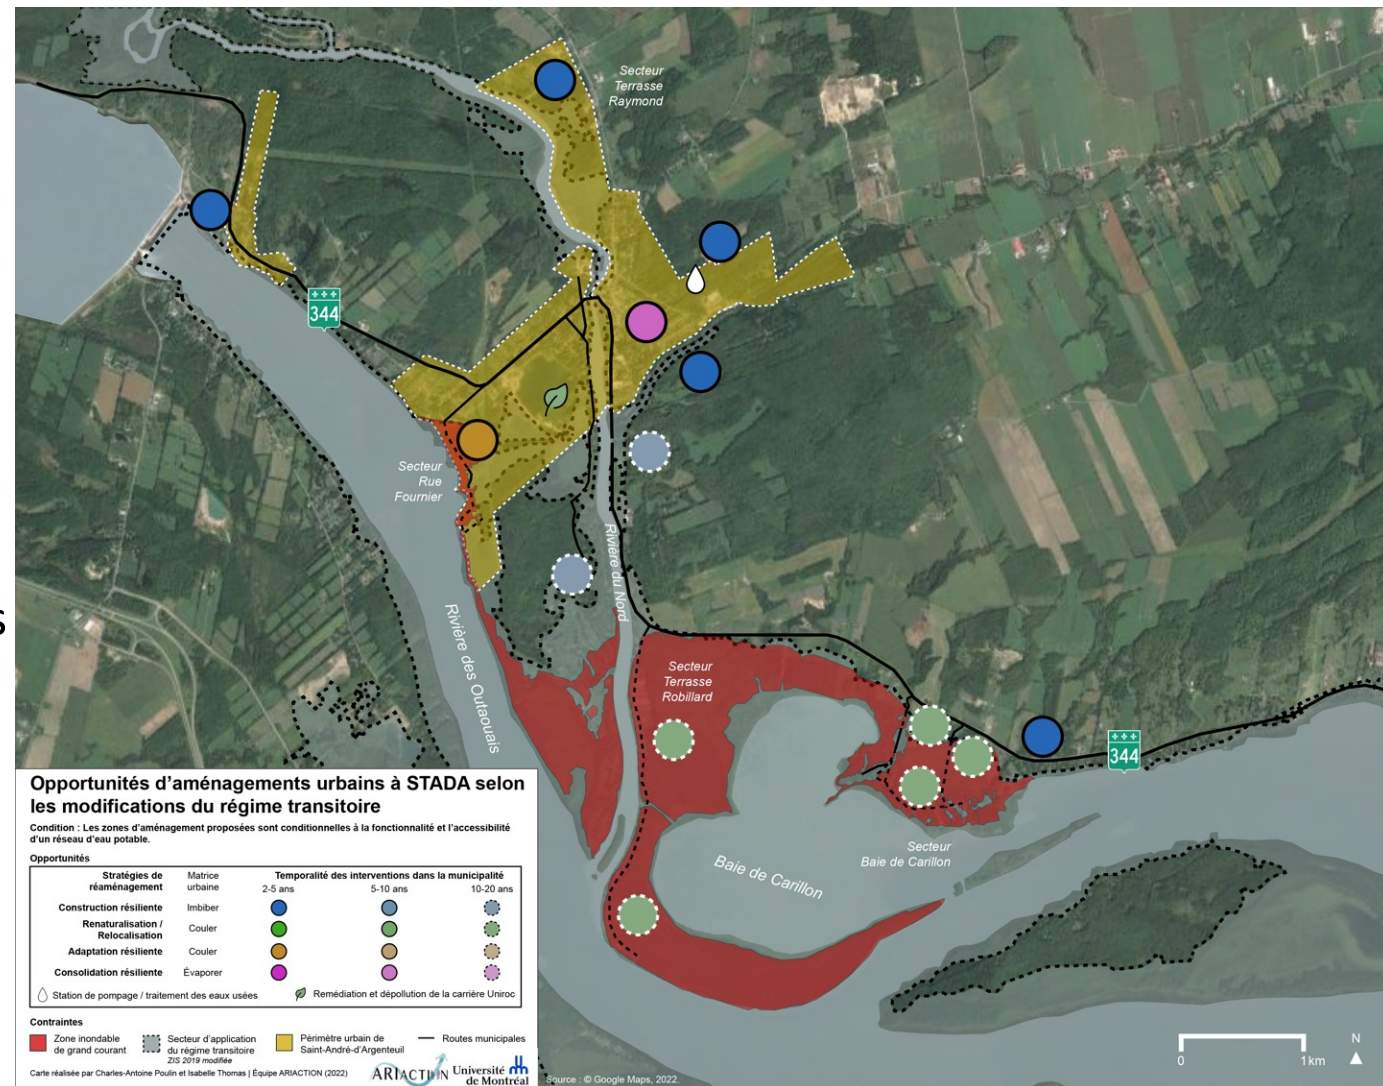 Secteur
Terrasse
Raymond
344
Secteur
Rue
Fournier
Rivière du Nord
Rivière des Outaouais
Secteur
Terrasse
Robillard
344
Secteur
Baie de Carillon
Baie de Carillon
s
Opportunités d'aménagements urbains à STADA selon
les modifications du régime transitoire
Condition : Les zones d'aménagement proposées sont conditionnelles à la fonctionnalité et l'accessibilité
d'un réseau d'eau potable.
Opportunités
Stratégies de
réaménagement
Matrice
urbaine
Temporalité des interventions dans la municipalité
2-5 ans 5-10 ans 10-20 ans
Construction résiliente Imbiber
Renaturalisation /
Relocalisation
Couler
Adaptation résiliente Couler
Consolidation résiliente Évaporer
Station de pompage / traitement des eaux usées Remédiation et dépollution de la carrière Uniroc
Contraintes
Zone inondable
de grand courant
Secteur d'application
du régime transitoire
ZIS 2019 modifiée
Périmètre urbain de
Saint-André-d'Argenteuil
Routes municipales
Carte réalisée par Charles-Antoine Poulin et Isabelle Thomas | Équipe ARIACTION (2022)
ARIACTION
Université
de Montréal
Source : © Google Maps, 2022.
0 1km
N